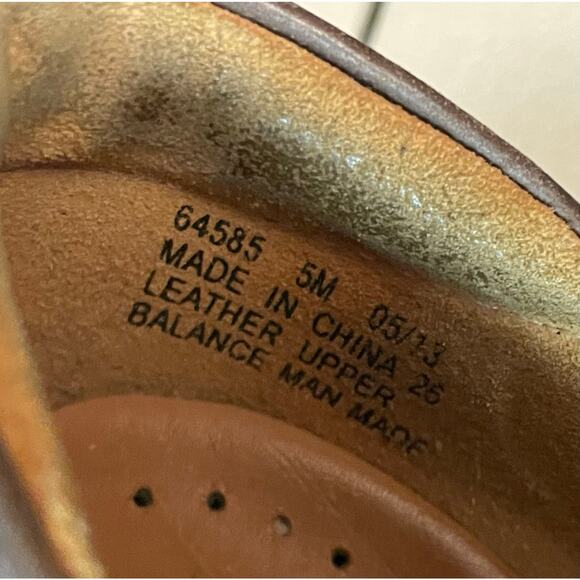 64585 5M 05/13
MADE IN CHINA 26
LEATHER UPPER
BALANCE MAN MADE